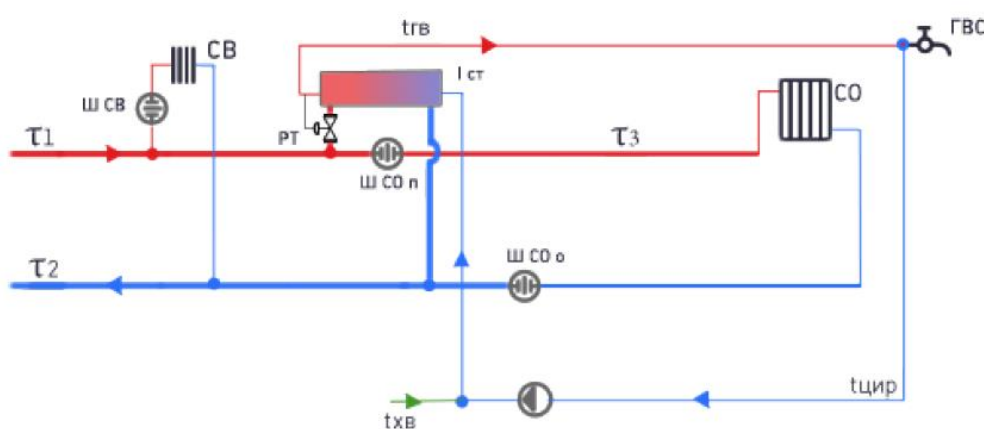 tгв
ГВС
СВ
I ст
СО
Ш СВ
τ1
РТ
τ3
Ш СО п
τ2
Ш СО о
tцир
tхв